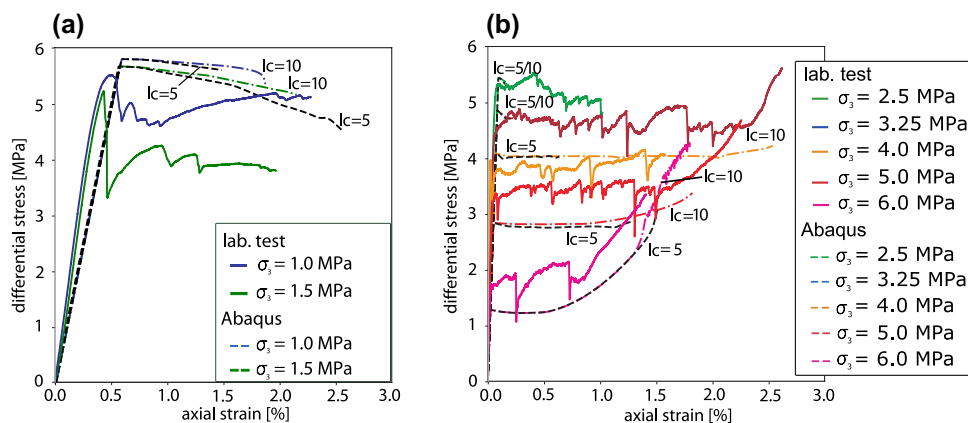 (a)
(b)
differential stress [MPa]
6
5
4
3
2
1
0
0.0 0.5 1.0 1.5 2.0 2.5 3.0
axial strain [%]
lc=10
lc=10
lc=5
lc=5
lab. test
σ₃ = 1.0 MPa
σ₃ = 1.5 MPa
Abaqus
σ₃ = 1.0 MPa
σ₃ = 1.5 MPa
differential stress [MPa]
6
5
4
3
2
1
0
0.0 0.5 1.0 1.5 2.0 2.5 3.0
axial strain [%]
lc=5/10
lc=5/10
lc=10
lc=5
lc=10
lc=10
lc=5
lc=5
lab. test
σ₃ = 2.5 MPa
σ₃ = 3.25 MPa
σ₃ = 4.0 MPa
σ₃ = 5.0 MPa
σ₃ = 6.0 MPa
Abaqus
σ₃ = 2.5 MPa
σ₃ = 3.25 MPa
σ₃ = 4.0 MPa
σ₃ = 5.0 MPa
σ₃ = 6.0 MPa